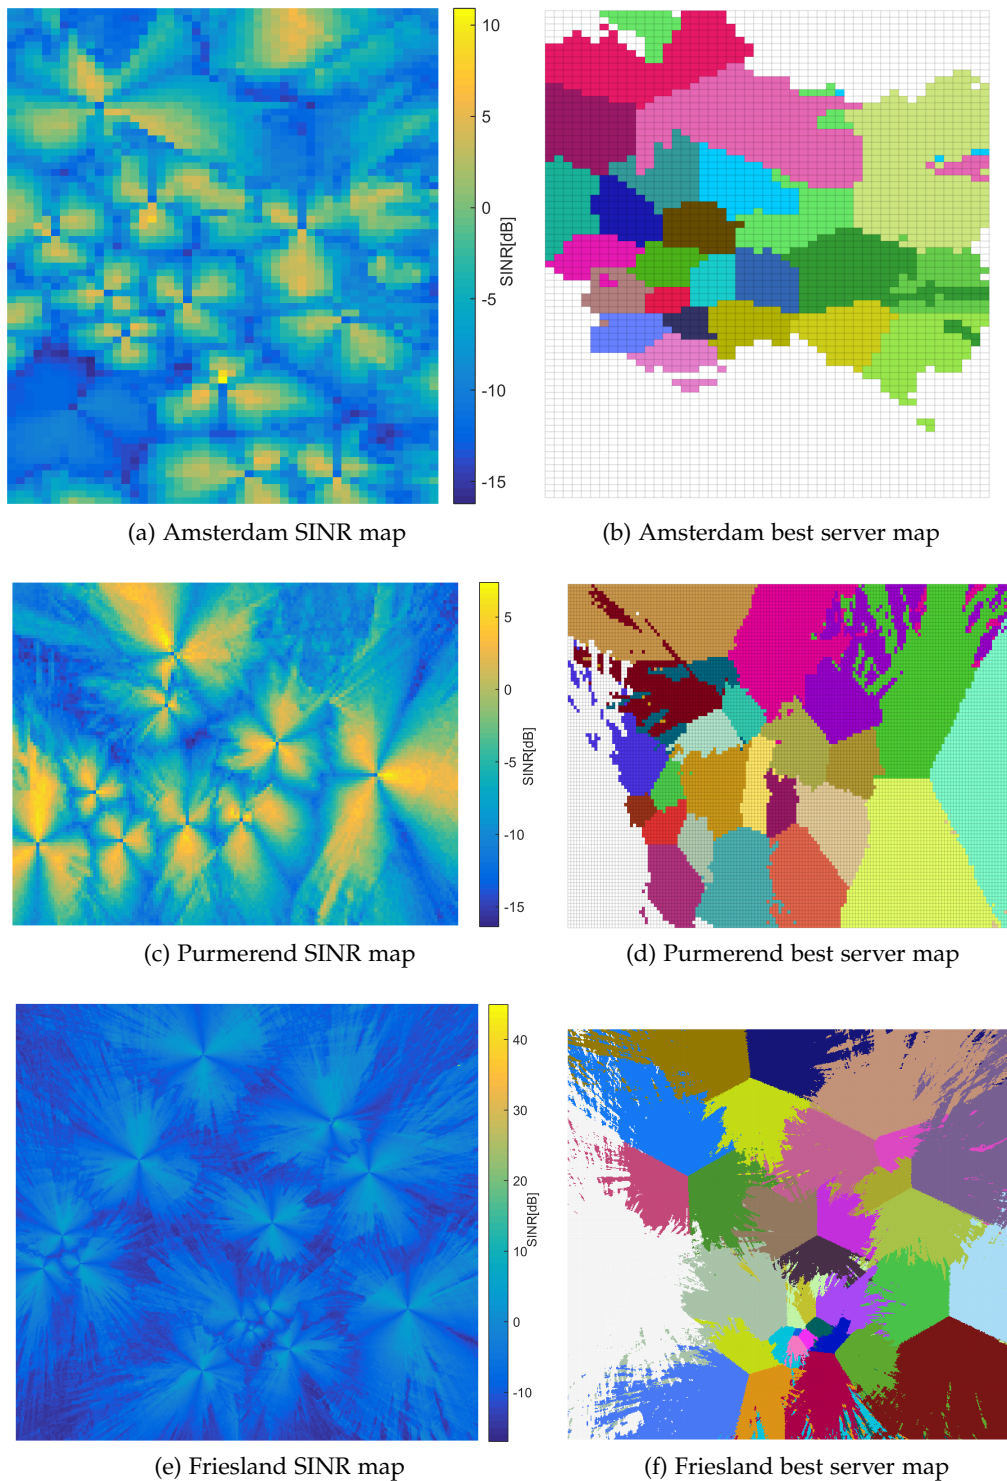 10
5
0
-5
-10
-15
SINR[dB]
(a) Amsterdam SINR map
(b) Amsterdam best server map
5
0
-5
-10
-15
SINR[dB]
(c) Purmerend SINR map
(d) Purmerend best server map
40
30
20
10
0
-10
SINR[dB]
(e) Friesland SINR map
(f) Friesland best server map